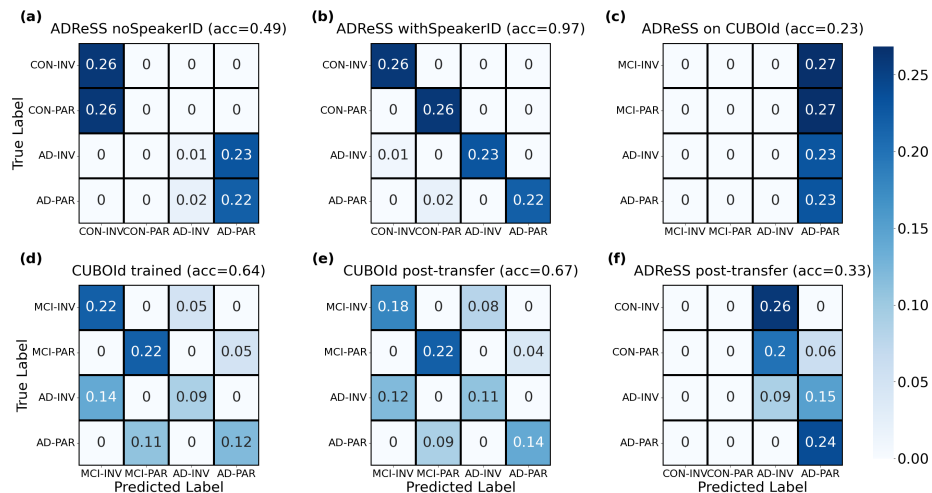 (a) (b) (c)
ADReSS noSpeakerID (acc=0.49) ADReSS withSpeakerID (acc=0.97) ADReSS on CUBOId (acc=0.23)
CON-INV 0.26 0 0 0 CON-INV 0.26 0 0 0 MCI-INV 0 0 0 0.27
CON-PAR 0.26 0 0 0 CON-PAR 0 0.26 0 0 MCI-PAR 0 0 0 0.27
AD-INV 0 0 0.01 0.23 AD-INV 0.01 0 0.23 0 AD-INV 0 0 0 0.23
AD-PAR 0 0 0.02 0.22 AD-PAR 0 0.02 0 0.22 AD-PAR 0 0 0 0.23
True Label
CON-INV CON-PAR AD-INV AD-PAR CON-INV CON-PAR AD-INV AD-PAR MCI-INV MCI-PAR AD-INV AD-PAR
(d) (e) (f)
CUBOId trained (acc=0.64) CUBOId post-transfer (acc=0.67) ADReSS post-transfer (acc=0.33)
MCI-INV 0.22 0 0.05 0 MCI-INV 0.18 0 0.08 0 CON-INV 0 0 0.26 0
MCI-PAR 0 0.22 0 0.05 MCI-PAR 0 0.22 0 0.04 CON-PAR 0 0 0.2 0.06
AD-INV 0.14 0 0.09 0 AD-INV 0.12 0 0.11 0 AD-INV 0 0 0.09 0.15
AD-PAR 0 0.11 0 0.12 AD-PAR 0 0.09 0 0.14 AD-PAR 0 0 0 0.24
True Label
MCI-INV MCI-PAR AD-INV AD-PAR MCI-INV MCI-PAR AD-INV AD-PAR CON-INV CON-PAR AD-INV AD-PAR
Predicted Label Predicted Label Predicted Label
0.25
0.20
0.15
0.10
0.05
0.00